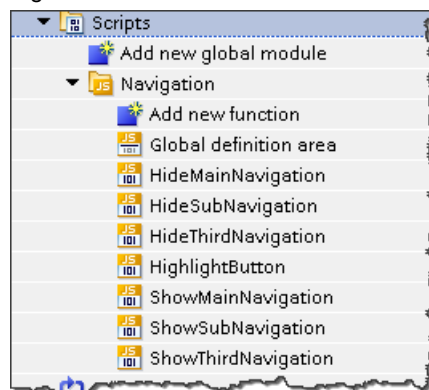 Scripts
Add new global module
Navigation
Add new function
Global definition area
HideMainNavigation
HideSubNavigation
HideThirdNavigation
HighlightButton
ShowMainNavigation
ShowSubNavigation
ShowThirdNavigation